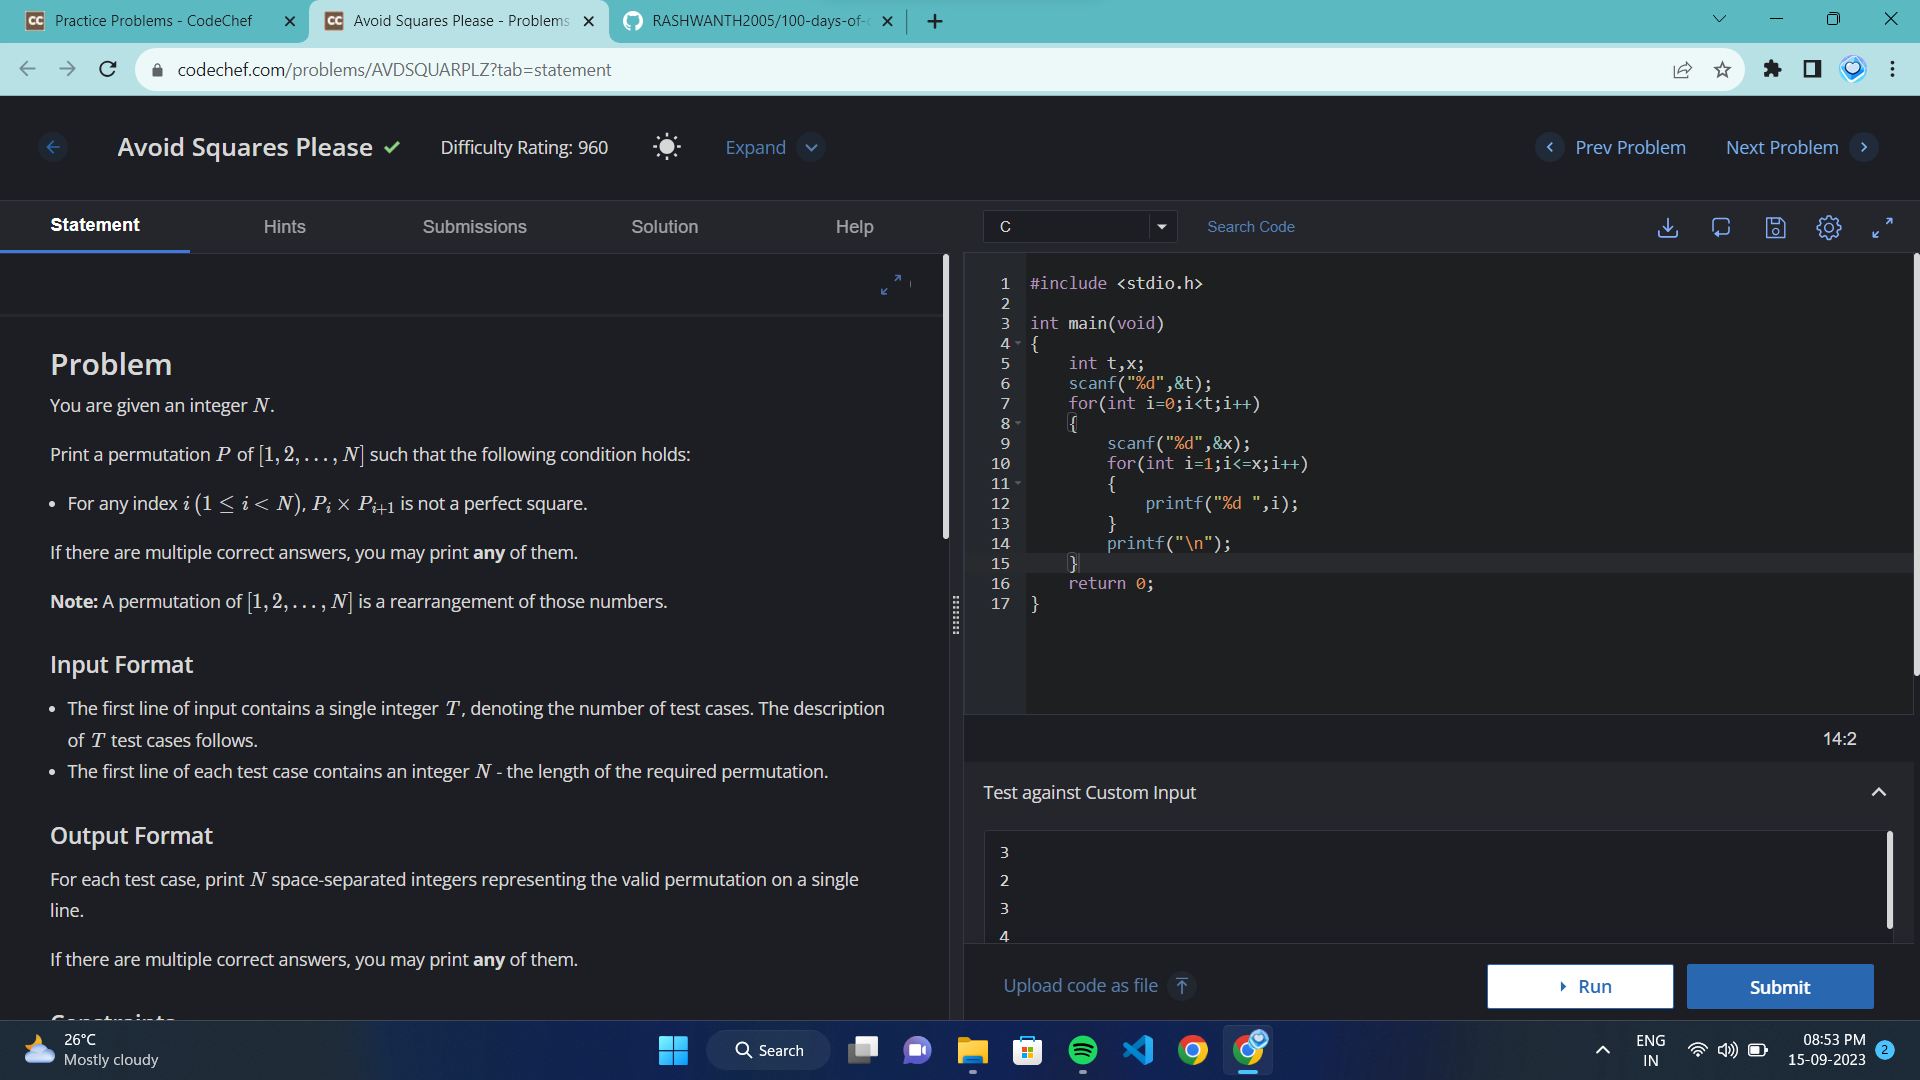 Practice Problems - CodeChef
Avoid Squares Please - Problems
RASHWANTH2005/100-days-of-c
codechef.com/problems/AVDSQUARPLZ?tab=statement
Avoid Squares Please
Difficulty Rating: 960
Expand
Prev Problem
Next Problem
Statement
Hints
Submissions
Solution
Help
Problem
You are given an integer N.
Print a permutation P of [1, 2, . . . , N] such that the following condition holds:
• For any index i (1 ≤ i < N), Pᵢ × Pᵢ₊₁ is not a perfect square.
If there are multiple correct answers, you may print any of them.
Note: A permutation of [1, 2, . . . , N] is a rearrangement of those numbers.
Input Format
• The first line of input contains a single integer T, denoting the number of test cases. The description
of T test cases follows.
• The first line of each test case contains an integer N - the length of the required permutation.
Output Format
For each test case, print N space-separated integers representing the valid permutation on a single
line.
If there are multiple correct answers, you may print any of them.
Constraints
C
Search Code
1 #include <stdio.h>
2
3 int main(void)
4 {
5 int t,x;
6 scanf("%d",&t);
7 for(int i=0;i<t;i++)
8 {
9 scanf("%d",&x);
10 for(int i=1;i<=x;i++)
11 {
12 printf("%d ",i);
13 }
14 printf("\n");
15 }
16 return 0;
17 }
14:2
Test against Custom Input
3
2
3
4
Upload code as file
Run
Submit
26°C
Mostly cloudy
Search
ENG
IN
08:53 PM
15-09-2023
2